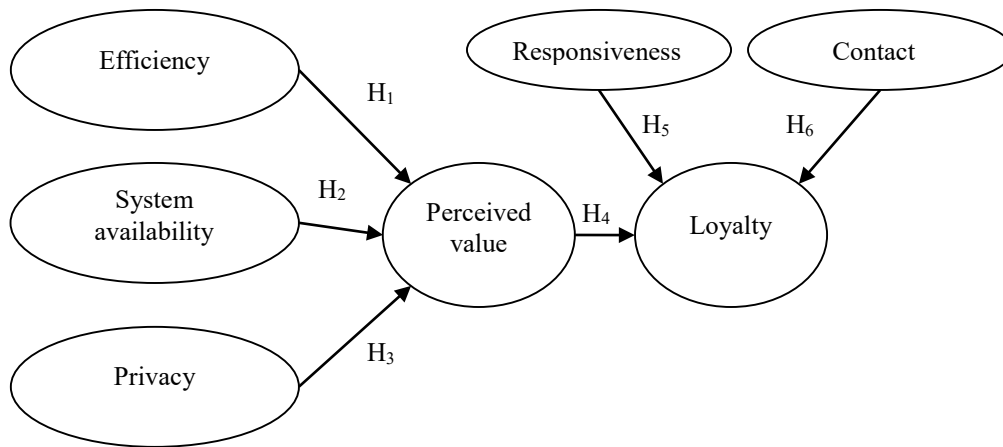 Efficiency
Responsiveness
Contact
H₁
H₅
H₆
System
availability
H₂
Perceived
value
H₄
Loyalty
H₃
Privacy